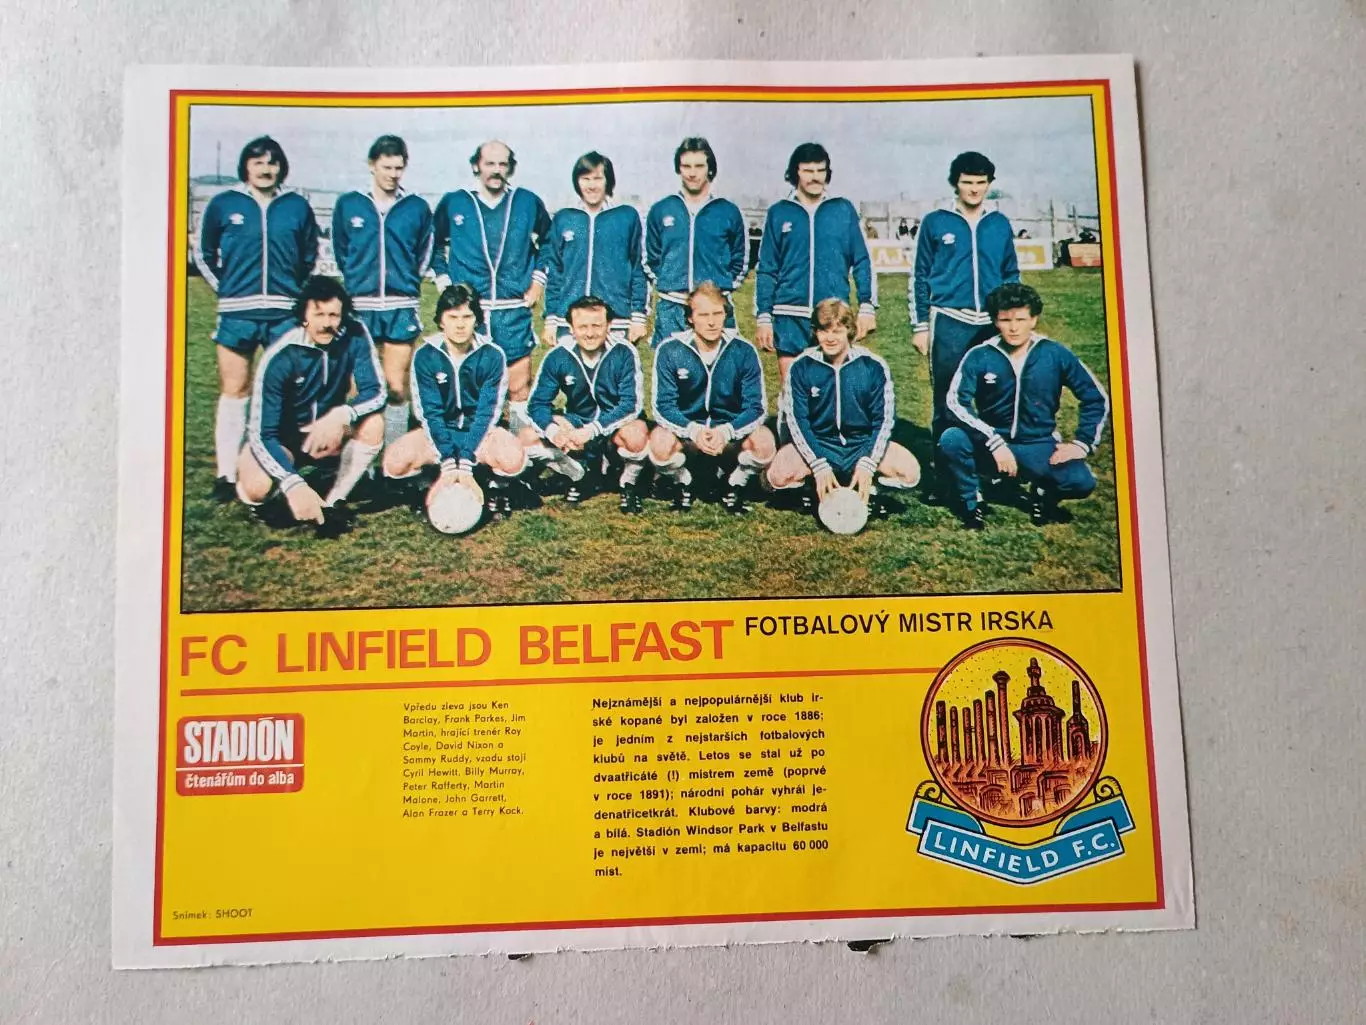 FC LINFIELD BELFAST FOTBALOVÝ MISTR IRSKA
STADIÓN
čtenářům do alba
Vpředu zleva jsou Ken
Barclay, Frank Parkes, Jim
Martin, hrající trenér Roy
Coyle, David Nixon a
Sammy Ruddy, vzadu stojí
Cyril Hewitt, Billy Murray,
Peter Rafferty, Martin
Malone, John Garrett,
Alan Frazer a Terry Kock.
Nejznámější a nejpopulárnější klub ir-
ské kopané byl založen v roce 1886;
je jedním z nejstarších fotbalových
klubů na světě. Letos se stal už po
dvaatřicáté (!) mistrem země (poprvé
v roce 1891); národní pohár vyhrál je-
denatřicetkrát. Klubové barvy: modrá
a bílá. Stadión Windsor Park v Belfastu
je největší v zemi; má kapacitu 60 000
míst.
LINFIELD F.C.
Snímek: SHOOT